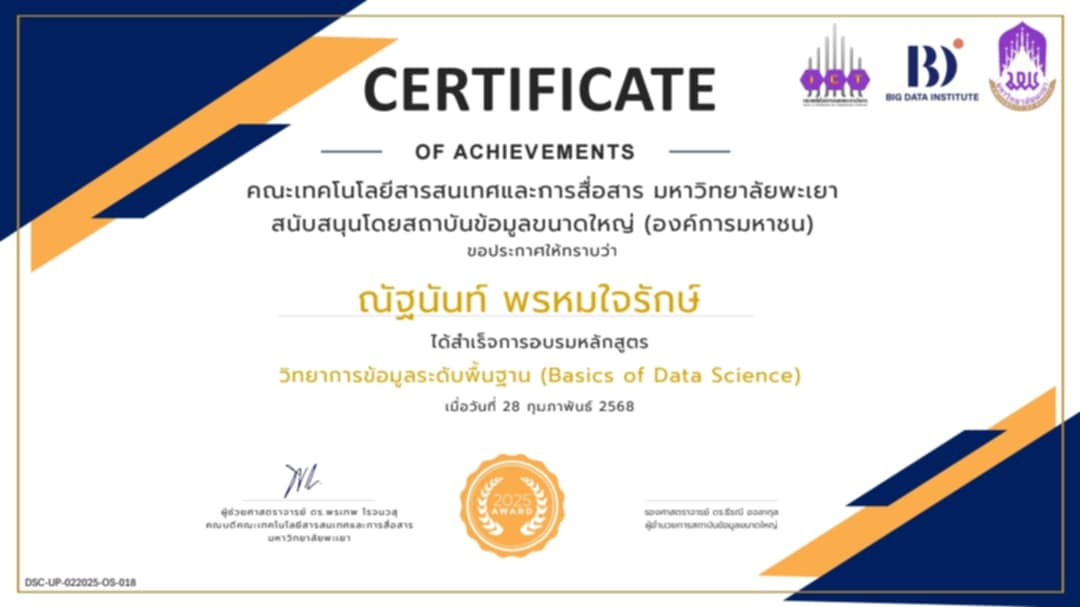 CERTIFICATE
ICT
BIG DATA INSTITUTE
OF ACHIEVEMENTS
คณะเทคโนโลยีสารสนเทศและการสื่อสาร มหาวิทยาลัยพะเยา
สนับสนุนโดยสถาบันข้อมูลขนาดใหญ่ (องค์การมหาชน)
ขอประกาศให้ทราบว่า
ณัฐนันท์ พรหมใจรักษ์
ได้สำเร็จการอบรมหลักสูตร
วิทยาการข้อมูลระดับพื้นฐาน (Basics of Data Science)
เมื่อวันที่ 28 กุมภาพันธ์ 2568
2025
AWARD
ผู้ช่วยศาสตราจารย์ ดร.พรเทพ โรจนวสุ
คณบดีคณะเทคโนโลยีสารสนเทศและการสื่อสาร
มหาวิทยาลัยพะเยา
รองศาสตราจารย์ ดร.ธีรณี อจลากุล
ผู้อำนวยการสถาบันข้อมูลขนาดใหญ่
DSC-UP-022025-OS-018